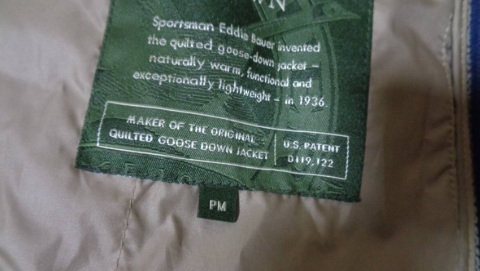 WN
Sportsman Eddie Bauer invented
the quilted goose-down jacket –
naturally warm, functional and
exceptionally lightweight – in 1936.
MAKER OF THE ORIGINAL
QUILTED GOOSE DOWN JACKET
U.S. PATENT
D119,122
PM